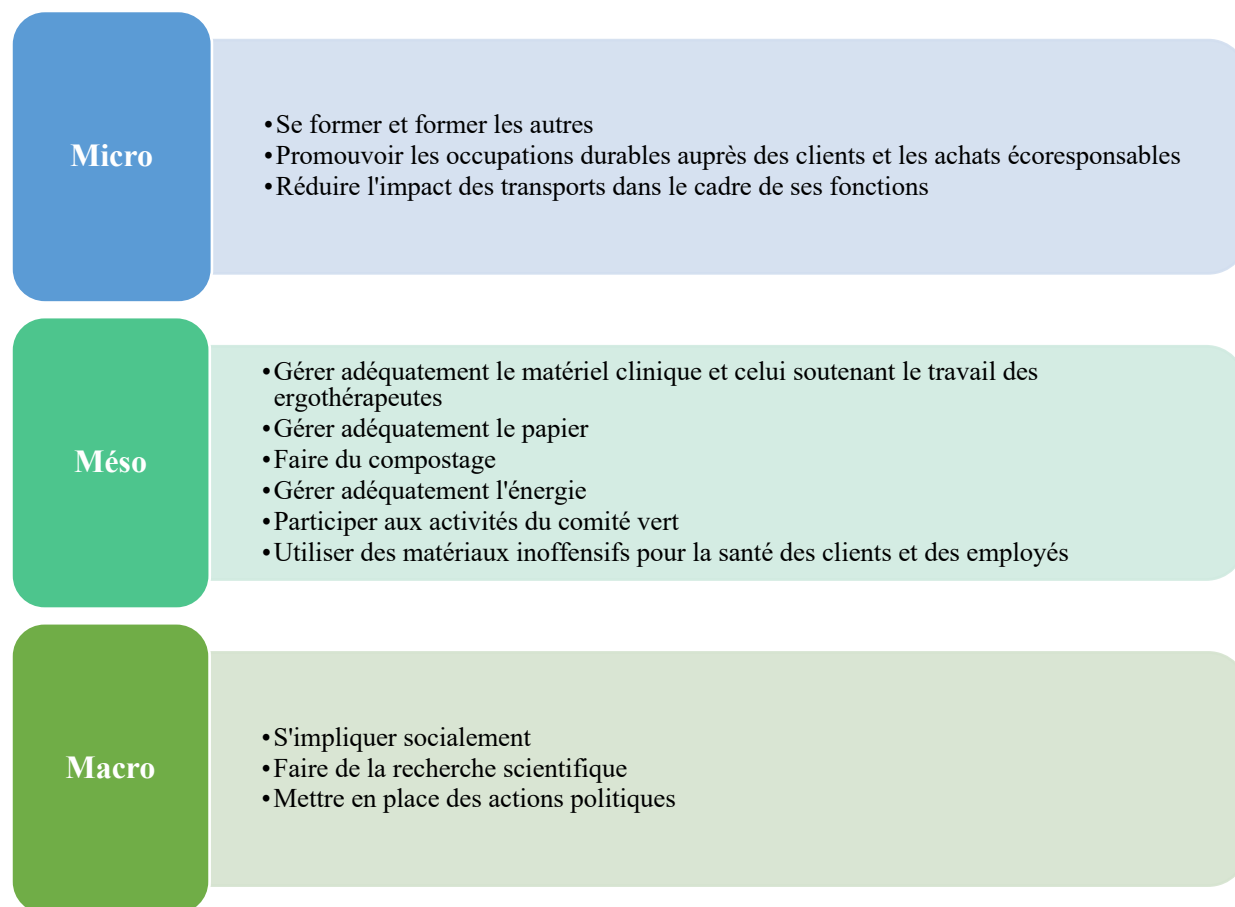 Micro
•Se former et former les autres
•Promouvoir les occupations durables auprès des clients et les achats écoresponsables
•Réduire l'impact des transports dans le cadre de ses fonctions
Méso
•Gérer adéquatement le matériel clinique et celui soutenant le travail des
ergothérapeutes
•Gérer adéquatement le papier
•Faire du compostage
•Gérer adéquatement l'énergie
•Participer aux activités du comité vert
•Utiliser des matériaux inoffensifs pour la santé des clients et des employés
Macro
•S'impliquer socialement
•Faire de la recherche scientifique
•Mettre en place des actions politiques